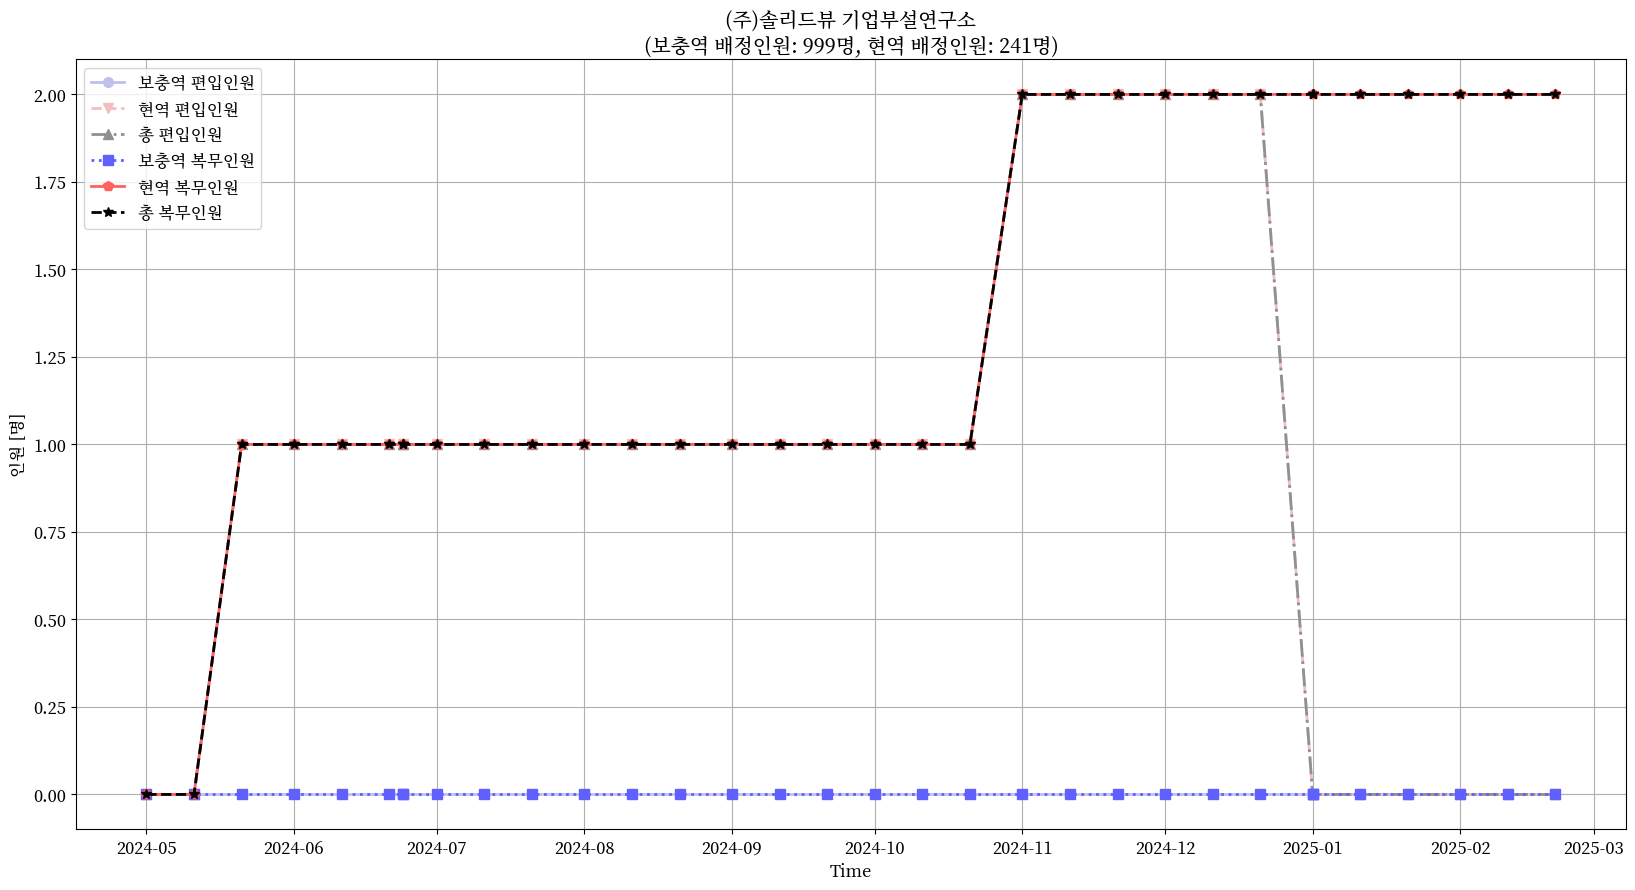 (주)솔리드뷰 기업부설연구소
(보충역 배정인원: 999명, 현역 배정인원: 241명)
보충역 편입인원
현역 편입인원
총 편입인원
보충역 복무인원
현역 복무인원
총 복무인원
2.00
1.75
1.50
1.25
1.00
0.75
0.50
0.25
0.00
인원 [명]
2024-05 2024-06 2024-07 2024-08 2024-09 2024-10 2024-11 2024-12 2025-01 2025-02 2025-03
Time